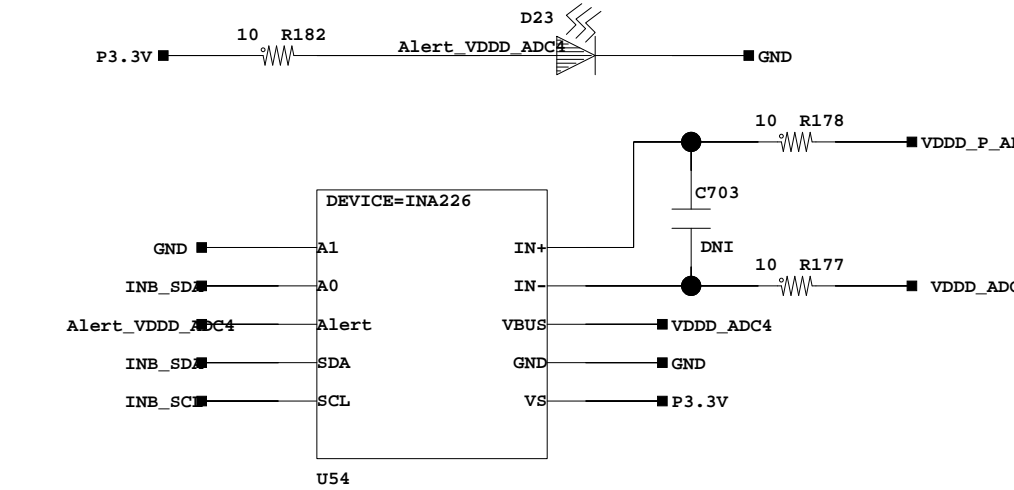 D23
10 R182
Alert_VDDD_ADC4
P3.3V
GND
10 R178
VDDD_P_A
C703
DEVICE=INA226
GND
A1
IN+
DNI
10 R177
INB_SDA
A0
IN-
VDDD_ADC
Alert_VDDD_ADC4
Alert
VBUS
VDDD_ADC4
INB_SDA
SDA
GND
GND
INB_SCL
SCL
VS
P3.3V
U54